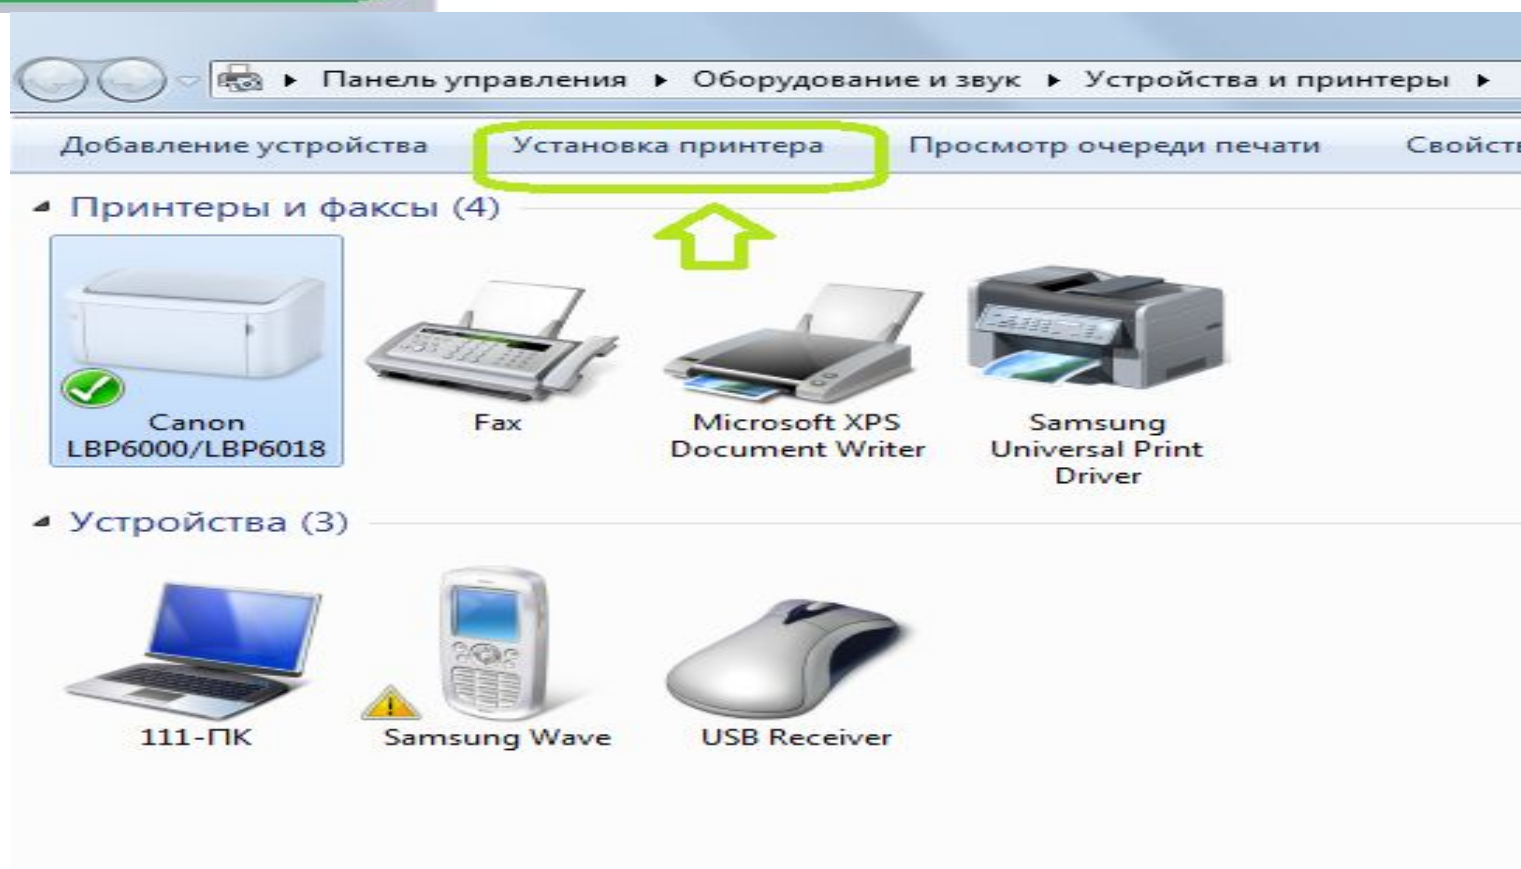 Панель управления ▸ Оборудование и звук ▸ Устройства и принтеры ▸
Добавление устройства Установка принтера Просмотр очереди печати
Принтеры и факсы (4)
Canon
LBP6000/LBP6018
Fax
Microsoft XPS
Document Writer
Samsung
Universal Print
Driver
Устройства (3)
111-ПК
Samsung Wave
USB Receiver